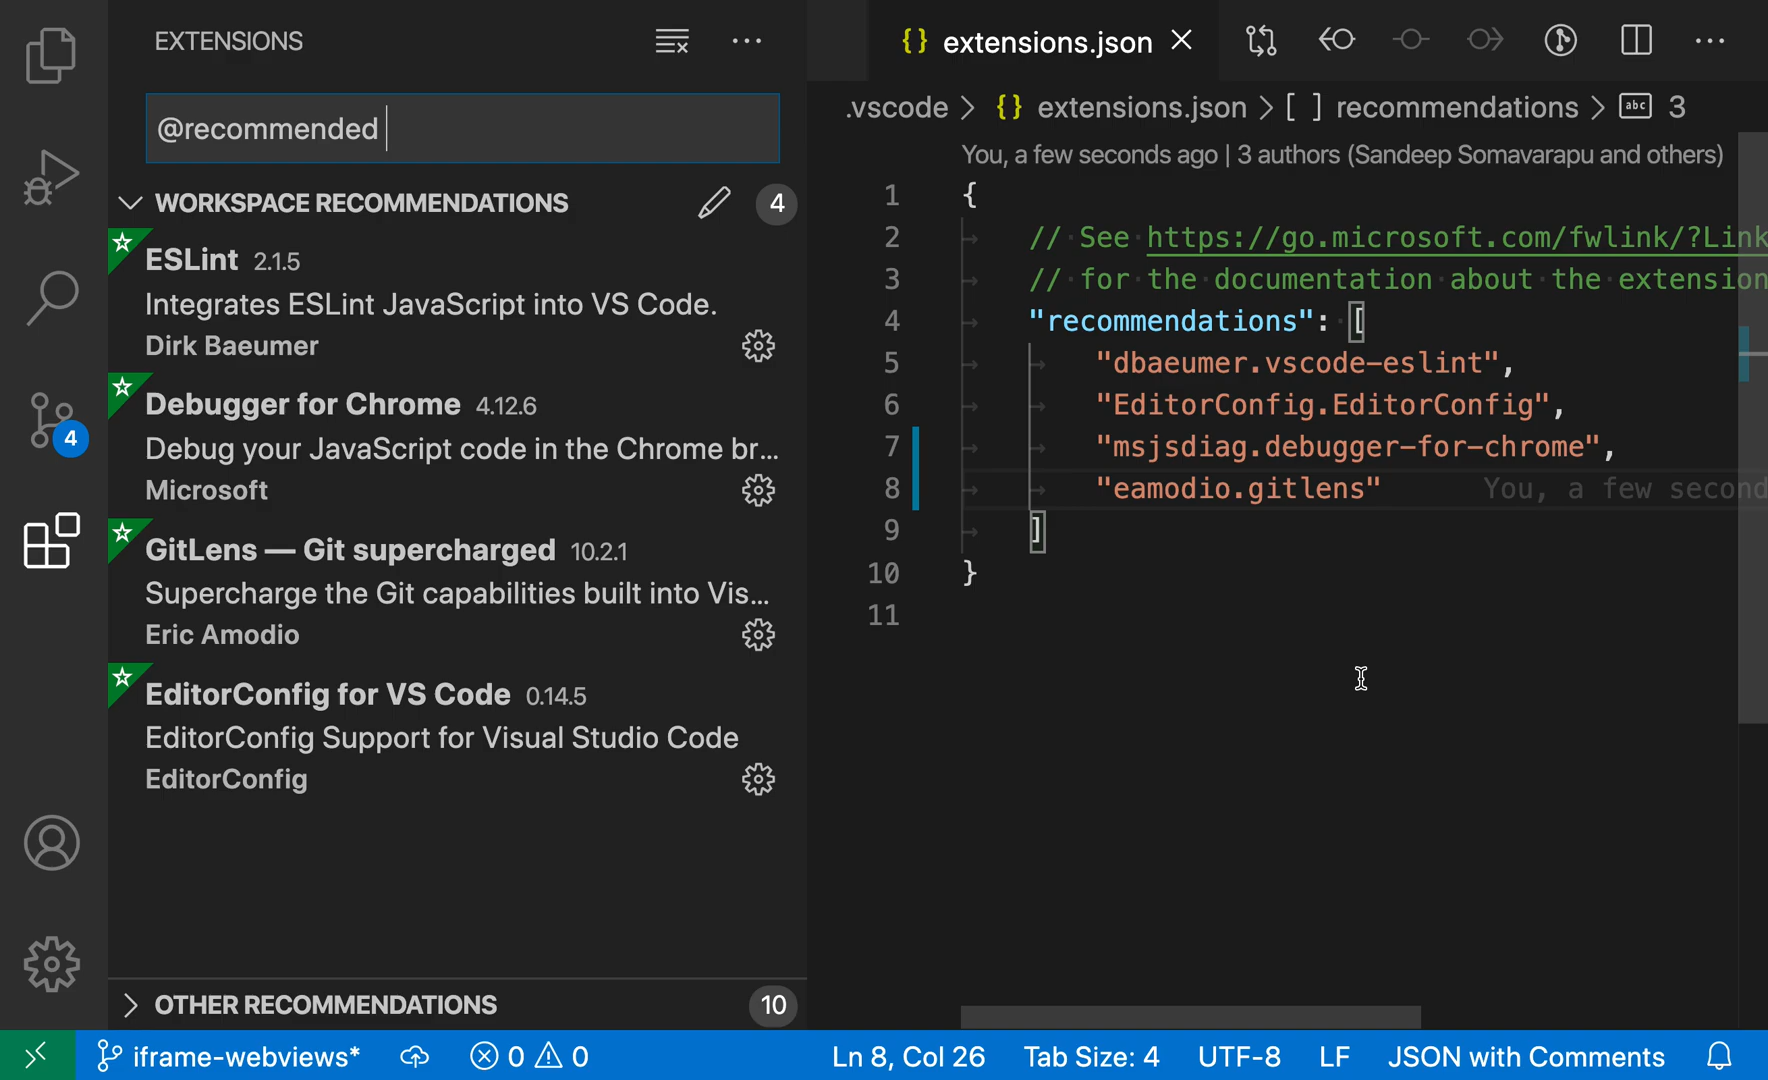 EXTENSIONS
@recommended
WORKSPACE RECOMMENDATIONS
4
ESLint 2.1.5
Integrates ESLint JavaScript into VS Code.
Dirk Baeumer
Debugger for Chrome 4.12.6
Debug your JavaScript code in the Chrome br...
Microsoft
GitLens — Git supercharged 10.2.1
Supercharge the Git capabilities built into Vis...
Eric Amodio
EditorConfig for VS Code 0.14.5
EditorConfig Support for Visual Studio Code
EditorConfig
OTHER RECOMMENDATIONS
10
4
{} extensions.json
.vscode > {} extensions.json > [ ] recommendations > abc 3
You, a few seconds ago | 3 authors (Sandeep Somavarapu and others)
1 {
2 // See https://go.microsoft.com/fwlink/?Link
3 // for the documentation about the extension
4 "recommendations": [
5 "dbaeumer.vscode-eslint",
6 "EditorConfig.EditorConfig",
7 "msjsdiag.debugger-for-chrome",
8 "eamodio.gitlens" You, a few second
9 ]
10 }
11
iframe-webviews* 0 0 Ln 8, Col 26 Tab Size: 4 UTF-8 LF JSON with Comments